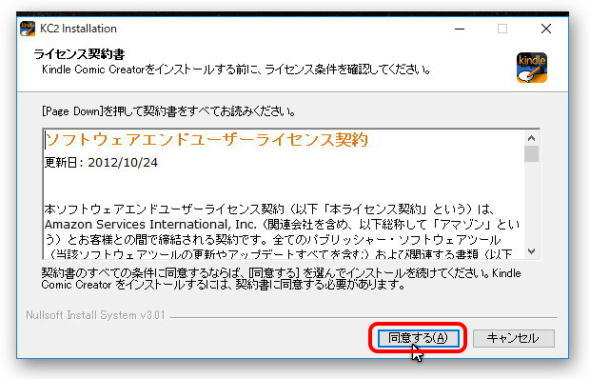 KC2 Installation
ライセンス契約書
Kindle Comic Creatorをインストールする前に、ライセンス条件を確認してください。
kindle
[Page Down]を押して契約書をすべてお読みください。
ソフトウェアエンドユーザーライセンス契約
更新日: 2012/10/24
本ソフトウェアエンドユーザーライセンス契約（以下「本ライセンス契約」という）は、
Amazon Services International, Inc.（関連会社を含め、以下総称して「アマゾン」とい
う）とお客様との間で締結される契約です。全てのパブリッシャー・ソフトウェアツール
（当該ソフトウェアツールの更新やアップデートすべてを含む）および関連する書類（以下
契約書のすべての条件に同意するならば、[同意する] を選んでインストールを続けてください。Kindle
Comic Creator をインストールするには、契約書に同意する必要があります。
Nullsoft Install System v3.01
同意する(A)
キャンセル